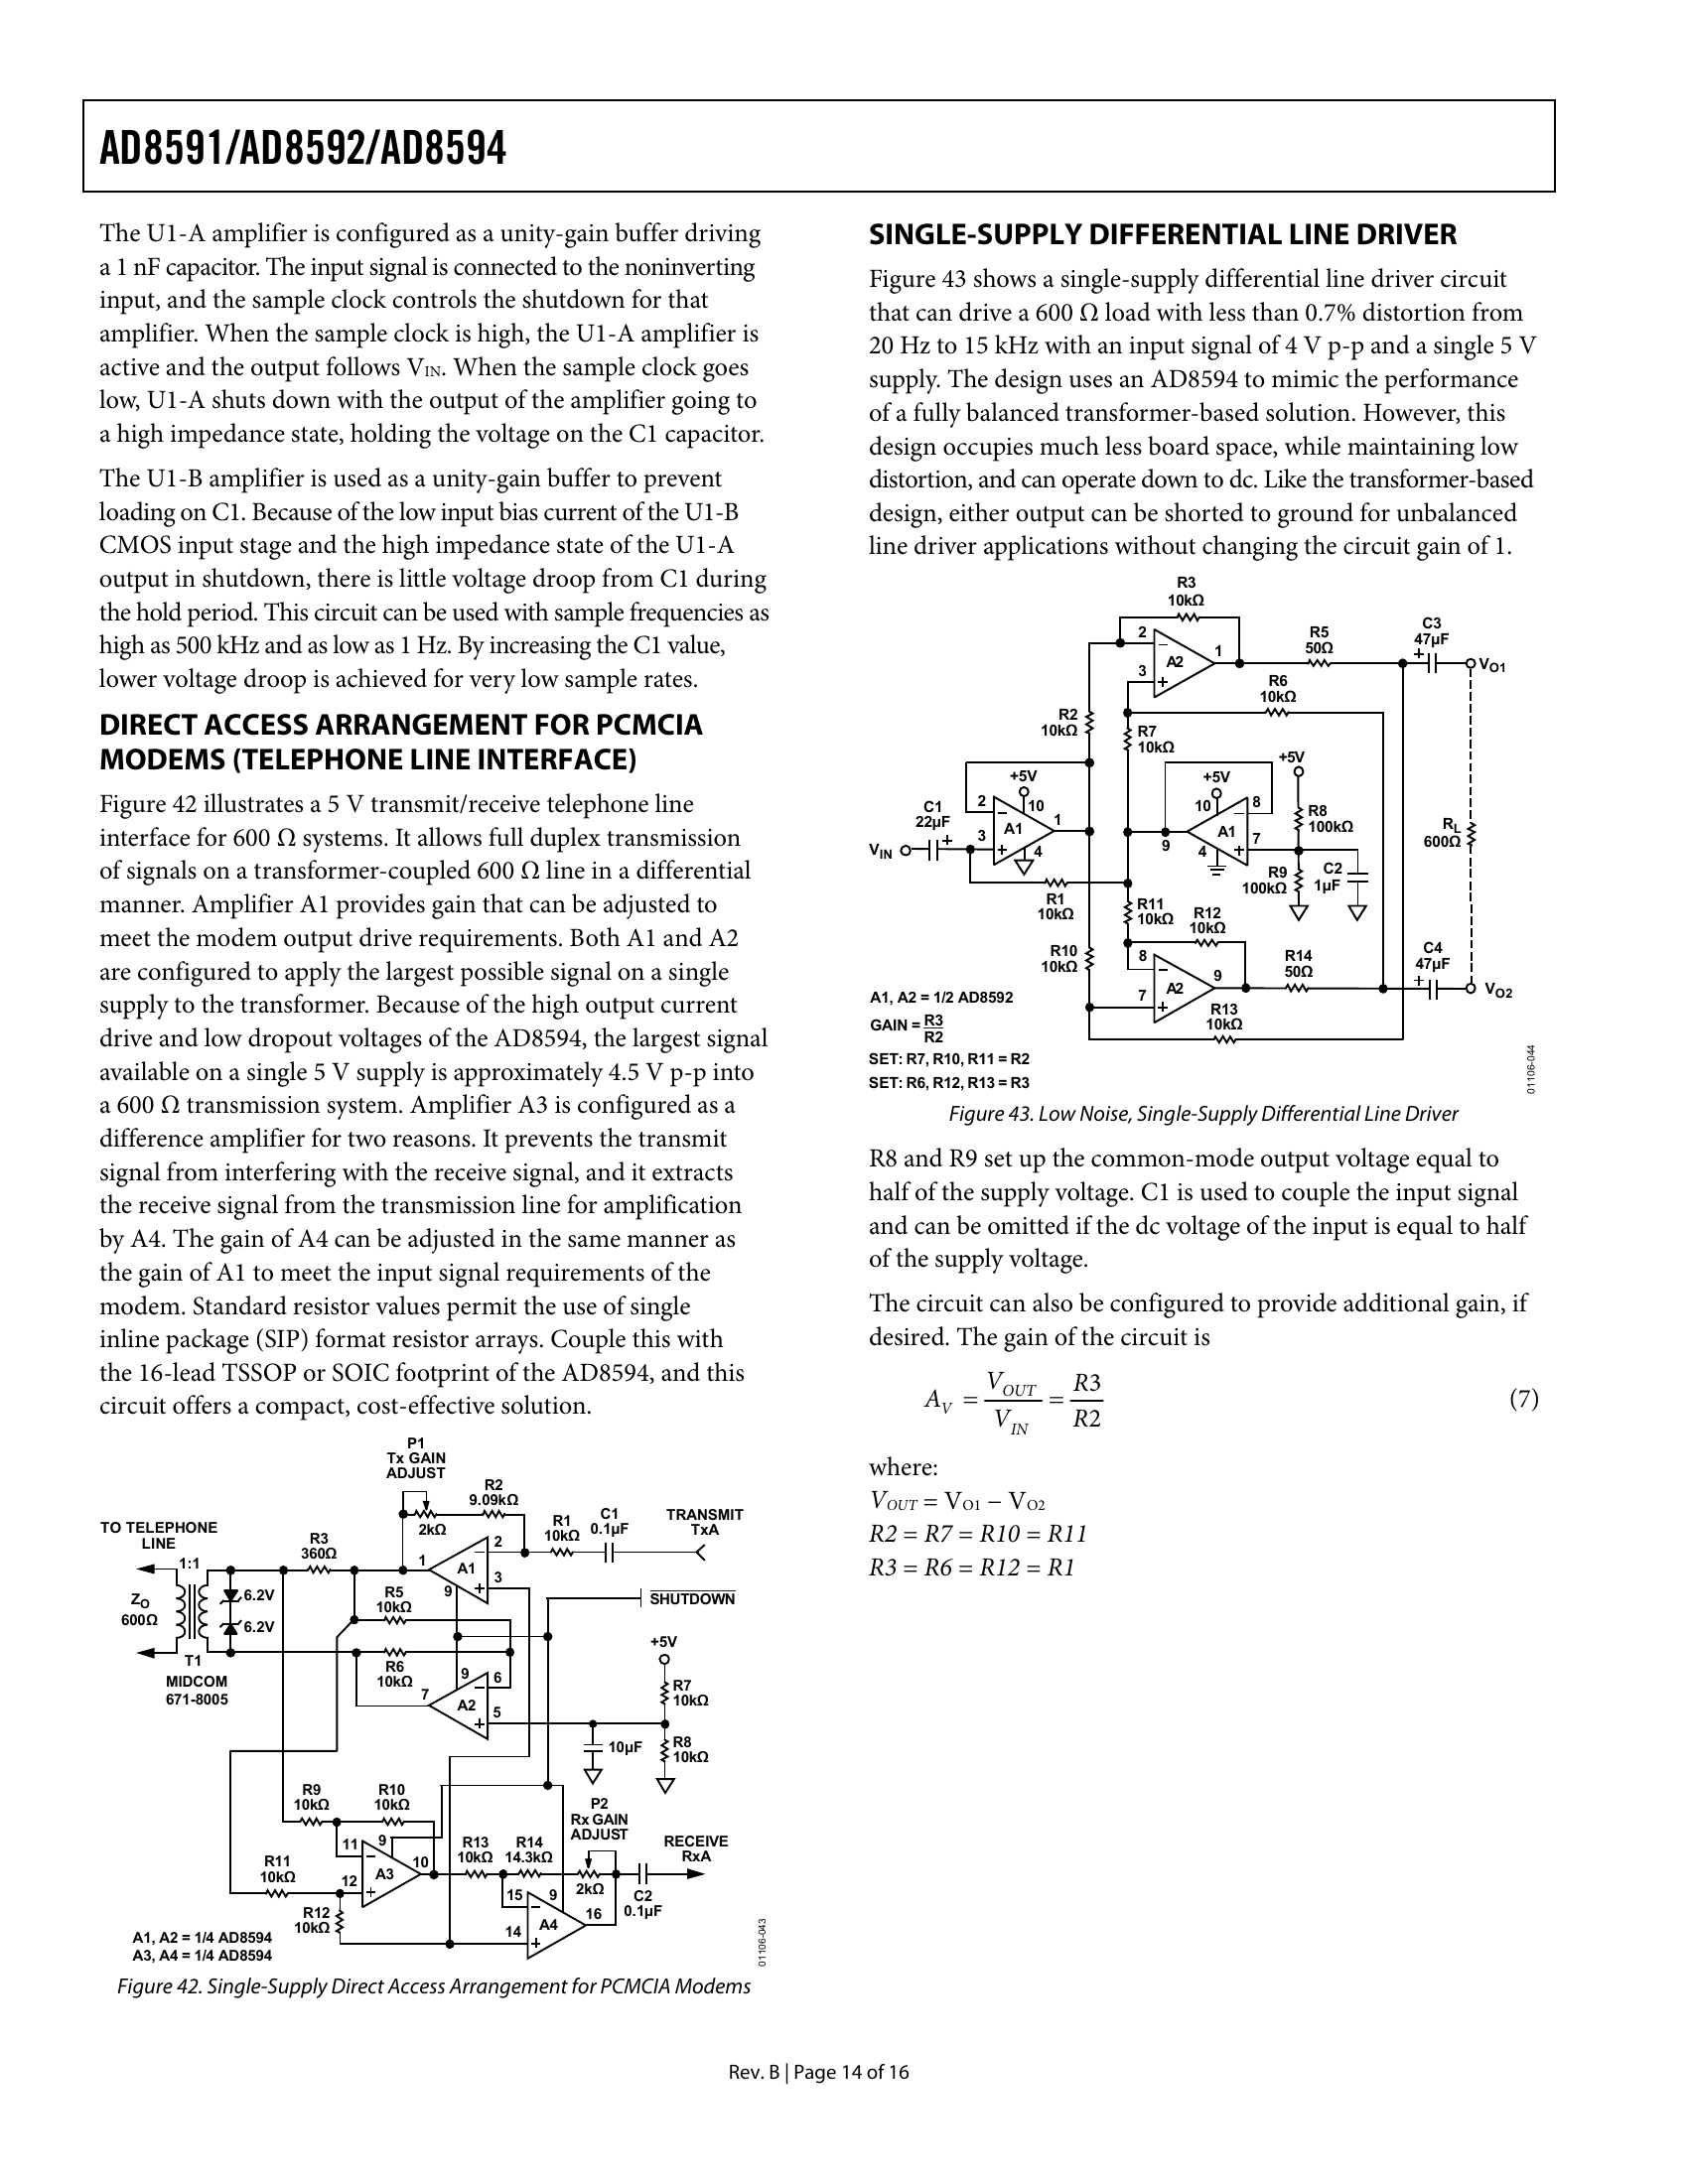 AD8591/AD8592/AD8594
The U1-A amplifier is configured as a unity-gain buffer driving
a 1 nF capacitor. The input signal is connected to the noninverting
input, and the sample clock controls the shutdown for that
amplifier. When the sample clock is high, the U1-A amplifier is
active and the output follows VIN. When the sample clock goes
low, U1-A shuts down with the output of the amplifier going to
a high impedance state, holding the voltage on the C1 capacitor.
The U1-B amplifier is used as a unity-gain buffer to prevent
loading on C1. Because of the low input bias current of the U1-B
CMOS input stage and the high impedance state of the U1-A
output in shutdown, there is little voltage droop from C1 during
the hold period. This circuit can be used with sample frequencies as
high as 500 kHz and as low as 1 Hz. By increasing the C1 value,
lower voltage droop is achieved for very low sample rates.
DIRECT ACCESS ARRANGEMENT FOR PCMCIA
MODEMS (TELEPHONE LINE INTERFACE)
Figure 42 illustrates a 5 V transmit/receive telephone line
interface for 600 Ω systems. It allows full duplex transmission
of signals on a transformer-coupled 600 Ω line in a differential
manner. Amplifier A1 provides gain that can be adjusted to
meet the modem output drive requirements. Both A1 and A2
are configured to apply the largest possible signal on a single
supply to the transformer. Because of the high output current
drive and low dropout voltages of the AD8594, the largest signal
available on a single 5 V supply is approximately 4.5 V p-p into
a 600 Ω transmission system. Amplifier A3 is configured as a
difference amplifier for two reasons. It prevents the transmit
signal from interfering with the receive signal, and it extracts
the receive signal from the transmission line for amplification
by A4. The gain of A4 can be adjusted in the same manner as
the gain of A1 to meet the input signal requirements of the
modem. Standard resistor values permit the use of single
inline package (SIP) format resistor arrays. Couple this with
the 16-lead TSSOP or SOIC footprint of the AD8594, and this
circuit offers a compact, cost-effective solution.
P1
Tx GAIN
ADJUST
R2
9.09kΩ
2kΩ
R1
10kΩ
C1
0.1µF
TRANSMIT
TxA
TO TELEPHONE
LINE
1:1
R3
360Ω
1
A1
2
3
9
ZO
600Ω
6.2V
6.2V
R5
10kΩ
SHUTDOWN
+5V
T1
MIDCOM
671-8005
R6
10kΩ
7
9
6
A2
5
R7
10kΩ
10µF
R8
10kΩ
R9
10kΩ
R10
10kΩ
P2
Rx GAIN
ADJUST
RECEIVE
RxA
11
9
A3
10
12
R13
10kΩ
R14
14.3kΩ
2kΩ
R11
10kΩ
R12
10kΩ
15
9
A4
16
14
C2
0.1µF
A1, A2 = 1/4 AD8594
A3, A4 = 1/4 AD8594
01106-043
Figure 42. Single-Supply Direct Access Arrangement for PCMCIA Modems
SINGLE-SUPPLY DIFFERENTIAL LINE DRIVER
Figure 43 shows a single-supply differential line driver circuit
that can drive a 600 Ω load with less than 0.7% distortion from
20 Hz to 15 kHz with an input signal of 4 V p-p and a single 5 V
supply. The design uses an AD8594 to mimic the performance
of a fully balanced transformer-based solution. However, this
design occupies much less board space, while maintaining low
distortion, and can operate down to dc. Like the transformer-based
design, either output can be shorted to ground for unbalanced
line driver applications without changing the circuit gain of 1.
R3
10kΩ
2
A2
1
3
R5
50Ω
C3
47µF
VO1
R6
10kΩ
R2
10kΩ
R7
10kΩ
+5V
+5V
+5V
C1
22µF
VIN
2
10
A1
1
3
4
10
8
A1
9
4
7
R8
100kΩ
RL
600Ω
R9
100kΩ
C2
1µF
R1
10kΩ
R11
10kΩ
R12
10kΩ
R10
10kΩ
8
A2
9
7
R14
50Ω
C4
47µF
VO2
R13
10kΩ
A1, A2 = 1/2 AD8592
GAIN = R3
R2
SET: R7, R10, R11 = R2
SET: R6, R12, R13 = R3
01106-044
Figure 43. Low Noise, Single-Supply Differential Line Driver
R8 and R9 set up the common-mode output voltage equal to
half of the supply voltage. C1 is used to couple the input signal
and can be omitted if the dc voltage of the input is equal to half
of the supply voltage.
The circuit can also be configured to provide additional gain, if
desired. The gain of the circuit is
AV = VOUT / VIN = R3 / R2 (7)
where:
VOUT = VO1 − VO2
R2 = R7 = R10 = R11
R3 = R6 = R12 = R1
Rev. B | Page 14 of 16